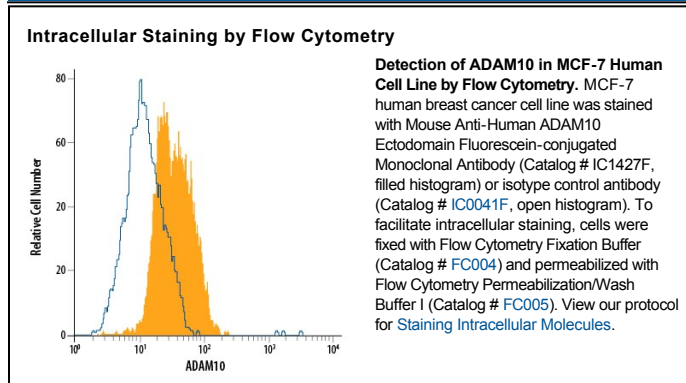 Intracellular Staining by Flow Cytometry
80
60
20
20
0
Relative Cell Number
10⁰ 10¹ 10² 10³ 10⁴
ADAM10
Detection of ADAM10 in MCF-7 Human
Cell Line by Flow Cytometry. MCF-7
human breast cancer cell line was stained
with Mouse Anti-Human ADAM10
Ectodomain Fluorescein-conjugated
Monoclonal Antibody (Catalog # IC1427F,
filled histogram) or isotype control antibody
(Catalog # IC0041F, open histogram). To
facilitate intracellular staining, cells were
fixed with Flow Cytometry Fixation Buffer
(Catalog # FC004) and permeabilized with
Flow Cytometry Permeabilization/Wash
Buffer I (Catalog # FC005). View our protocol
for Staining Intracellular Molecules.